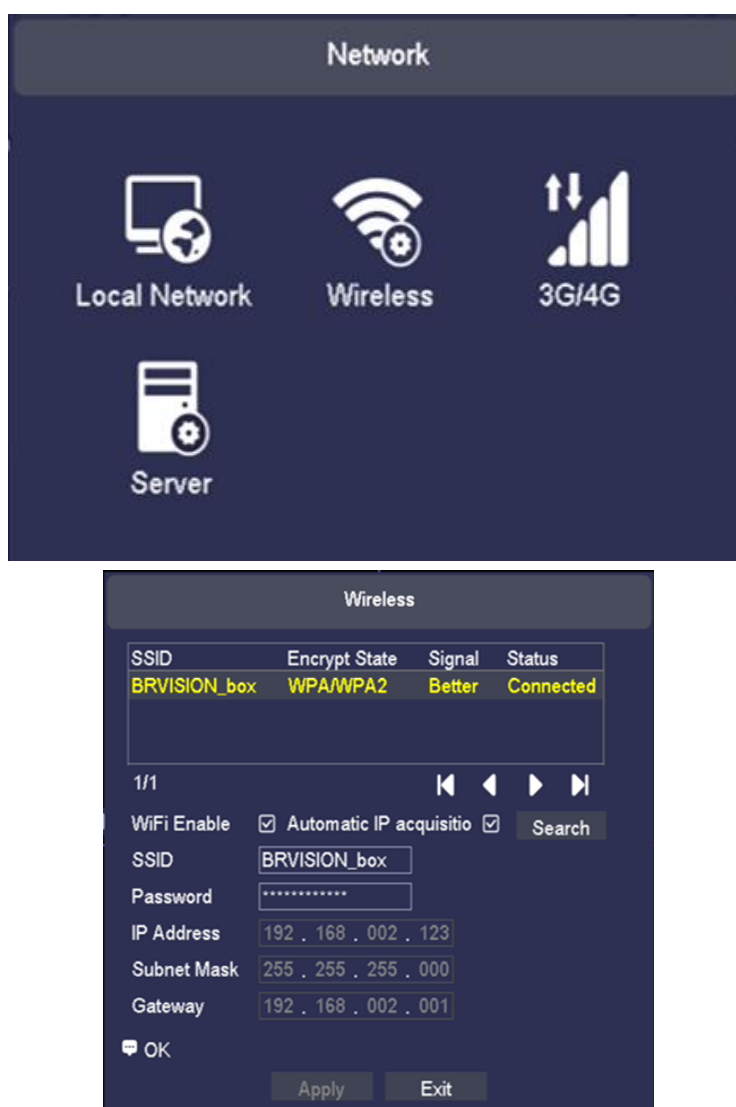 Network
Local Network Wireless 3G/4G
Server
Wireless
SSID Encrypt State Signal Status
BRVISION_box WPA/WPA2 Better Connected
1/1
WiFi Enable Automatic IP acquisitio Search
SSID BRVISION_box
Password ************
IP Address 192 . 168 . 002 . 123
Subnet Mask 255 . 255 . 255 . 000
Gateway 192 . 168 . 002 . 001
OK
Apply Exit